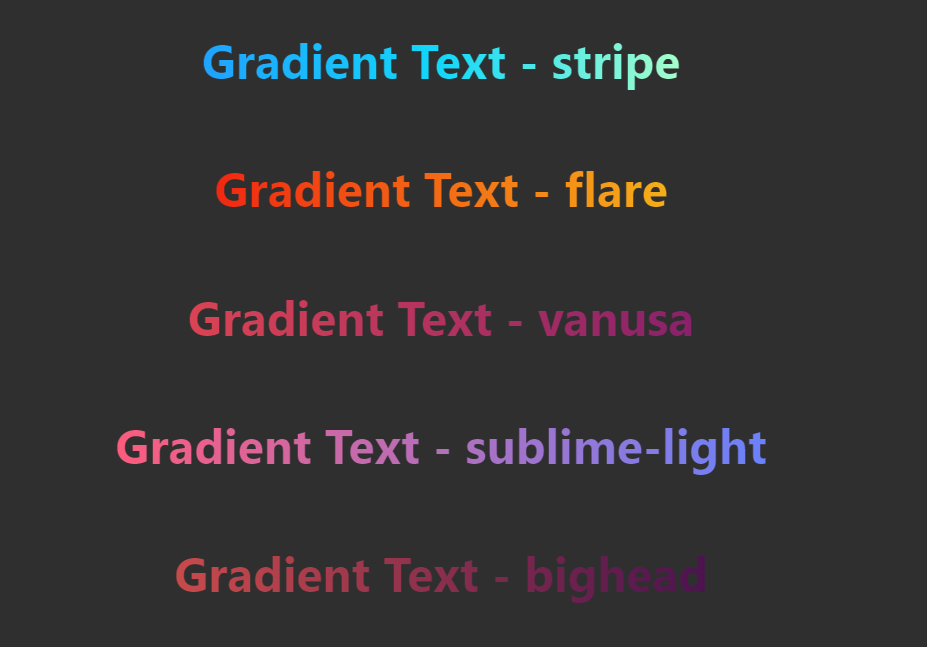 Gradient Text - stripe
Gradient Text - flare
Gradient Text - vanusa
Gradient Text - sublime-light
Gradient Text - bighead